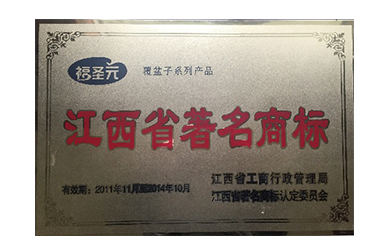 福圣元 覆盆子系列产品
江西省著名商标
江西省工商行政管理局
有效期：2011年11月至2014年10月 江西省著名商标认定委员会